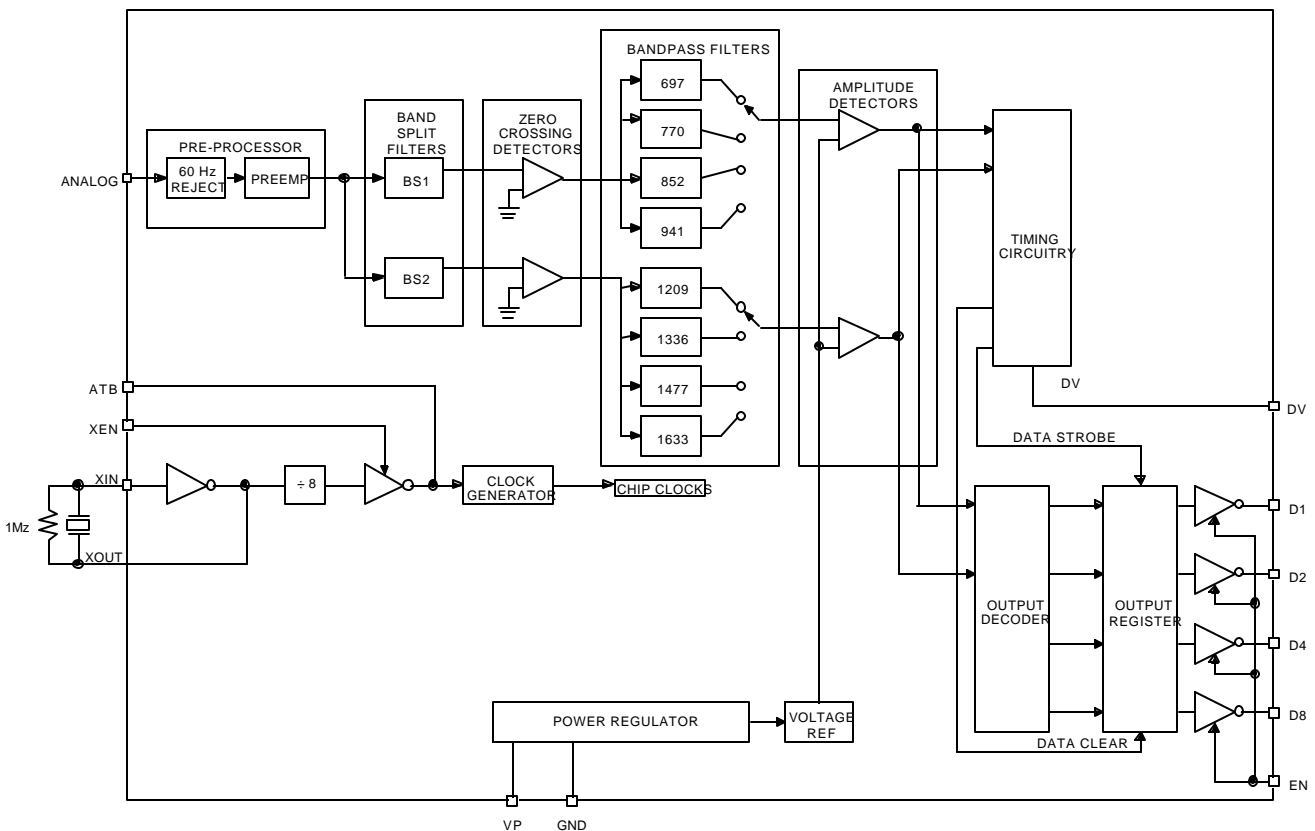 BANDPASS FILTERS
697
770
852
941
1209
1336
1477
1633
AMPLITUDE
DETECTORS
BAND
SPLIT
FILTERS
BS1
BS2
ZERO
CROSSING
DETECTORS
PRE-PROCESSOR
60 Hz
REJECT
PREEMP
ANALOG
TIMING
CIRCUITRY
DV
DV
ATB
XEN
XIN
XOUT
1Mz
÷ 8
CLOCK
GENERATOR
CHIP CLOCKS
DATA STROBE
OUTPUT
DECODER
OUTPUT
REGISTER
D1
D2
D4
D8
EN
DATA CLEAR
POWER REGULATOR
VOLTAGE
REF
VP
GND